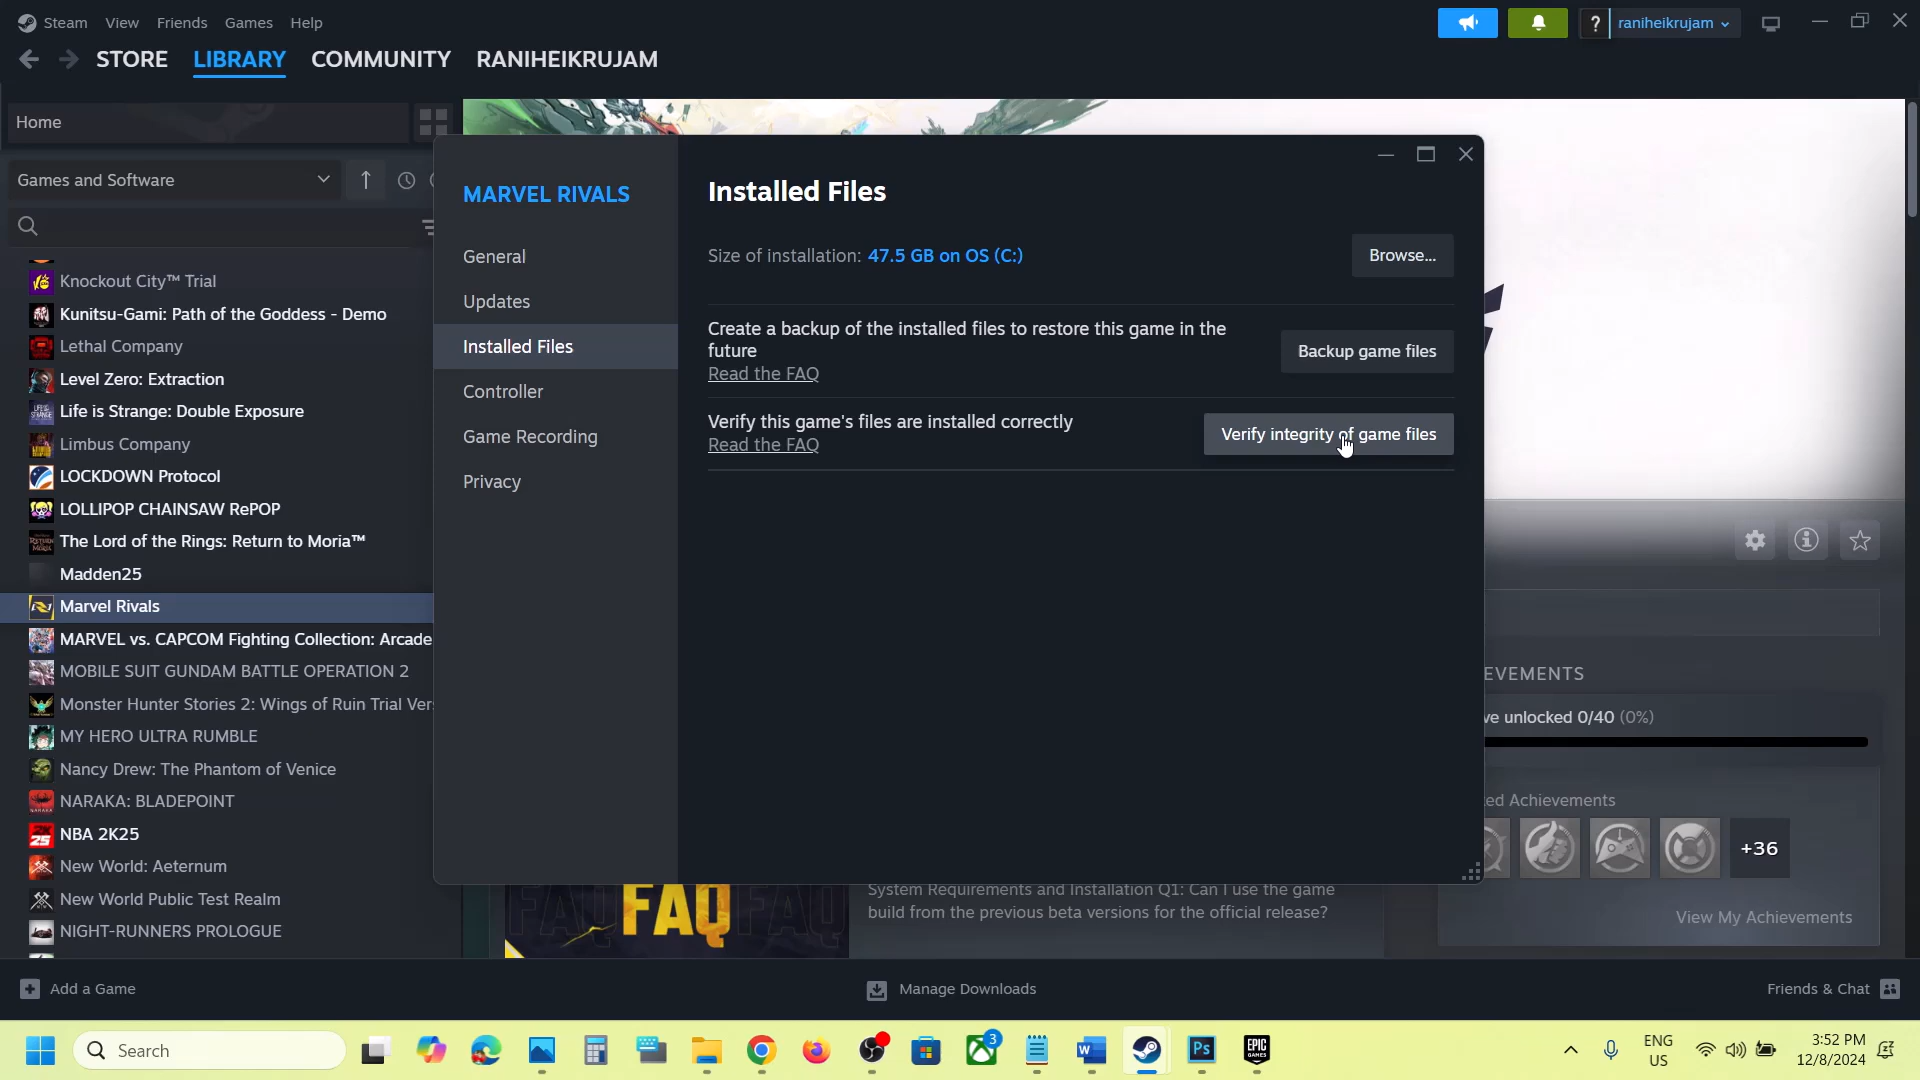 Steam View Friends Games Help
? raniheikrujam
STORE LIBRARY COMMUNITY RANIHEIKRUJAM
Home
Games and Software
Knockout City™ Trial
Kunitsu-Gami: Path of the Goddess - Demo
Lethal Company
Level Zero: Extraction
Life is Strange: Double Exposure
Limbus Company
LOCKDOWN Protocol
LOLLIPOP CHAINSAW RePOP
The Lord of the Rings: Return to Moria™
Madden25
Marvel Rivals
MARVEL vs. CAPCOM Fighting Collection: Arcade
MOBILE SUIT GUNDAM BATTLE OPERATION 2
Monster Hunter Stories 2: Wings of Ruin Trial Ver
MY HERO ULTRA RUMBLE
Nancy Drew: The Phantom of Venice
NARAKA: BLADEPOINT
NBA 2K25
New World: Aeternum
New World Public Test Realm
NIGHT-RUNNERS PROLOGUE
MARVEL RIVALS
General
Updates
Installed Files
Controller
Game Recording
Privacy
Installed Files
Size of installation: 47.5 GB on OS (C:)
Browse...
Create a backup of the installed files to restore this game in the
future
Read the FAQ
Backup game files
Verify this game's files are installed correctly
Read the FAQ
Verify integrity of game files
EVEMENTS
ve unlocked 0/40 (0%)
ed Achievements
+36
View My Achievements
FAQ FAQ FAQ
System Requirements and Installation Q1: Can I use the game
build from the previous beta versions for the official release?
Add a Game
Manage Downloads
Friends & Chat
Search
3
EPIC
GAMES
Ps
ENG
US
3:52 PM
12/8/2024